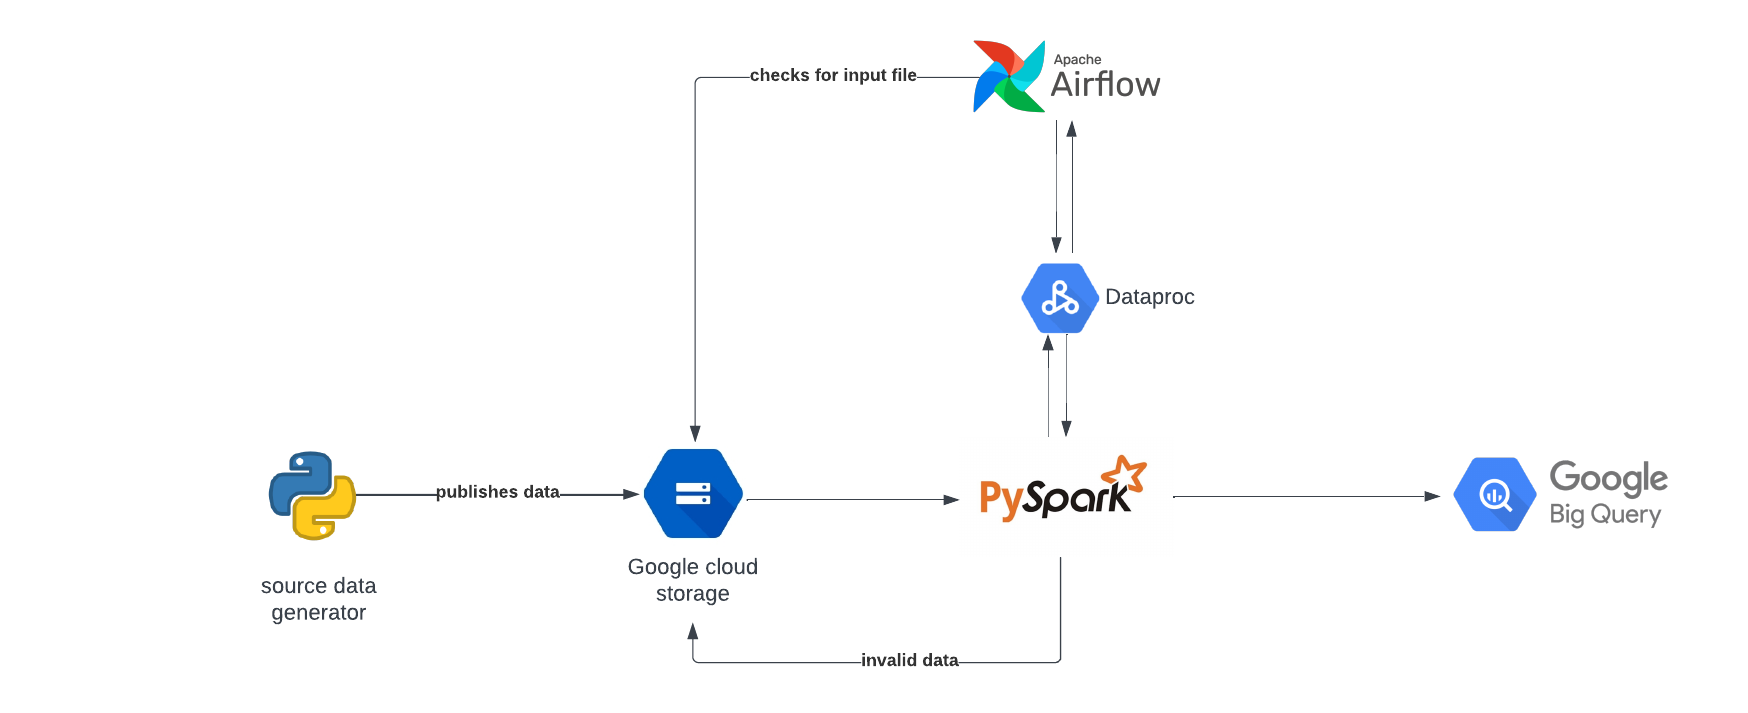 checks for input file
Apache
Airflow
Dataproc
publishes data
PySpark
Google
Big Query
Google cloud
storage
source data
generator
invalid data